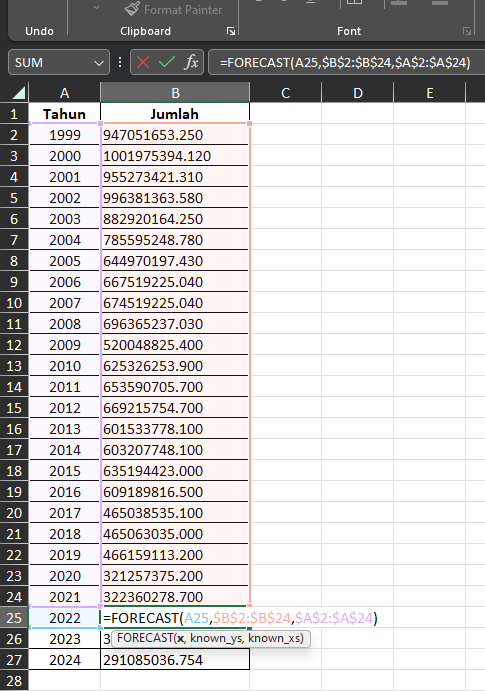 Format Painter
Undo Clipboard Font
SUM fx =FORECAST(A25,$B$2:$B$24,$A$2:$A$24)
A B C D E
1 Tahun Jumlah
2 1999 947051653.250
3 2000 1001975394.120
4 2001 955273421.310
5 2002 996381363.580
6 2003 882920164.250
7 2004 785595248.780
8 2005 644970197.430
9 2006 667519225.040
10 2007 674519225.040
11 2008 696365237.030
12 2009 520048825.400
13 2010 625326253.900
14 2011 653590705.700
15 2012 669215754.700
16 2013 601533778.100
17 2014 603207748.100
18 2015 635194423.000
19 2016 609189816.500
20 2017 465038535.100
21 2018 465063035.000
22 2019 466159113.200
23 2020 321257375.200
24 2021 322360278.700
25 2022 =FORECAST(A25,$B$2:$B$24,$A$2:$A$24)
26 2023 3
FORECAST(x, known_ys, known_xs)
27 2024 291085036.754
28